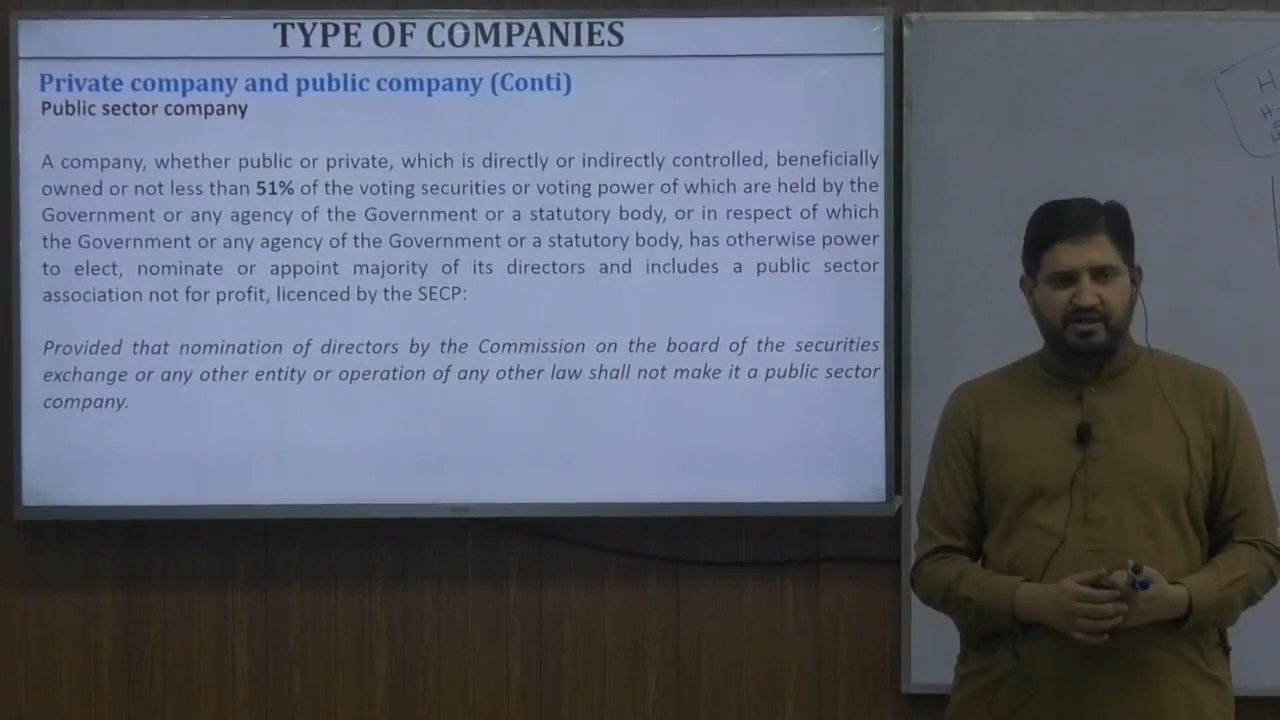 TYPE OF COMPANIES
Private company and public company (Conti)
Public sector company
A company, whether public or private, which is directly or indirectly controlled, beneficially
owned or not less than 51% of the voting securities or voting power of which are held by the
Government or any agency of the Government or a statutory body, or in respect of which
the Government or any agency of the Government or a statutory body, has otherwise power
to elect, nominate or appoint majority of its directors and includes a public sector
association not for profit, licenced by the SECP:
Provided that nomination of directors by the Commission on the board of the securities
exchange or any other entity or operation of any other law shall not make it a public sector
company.